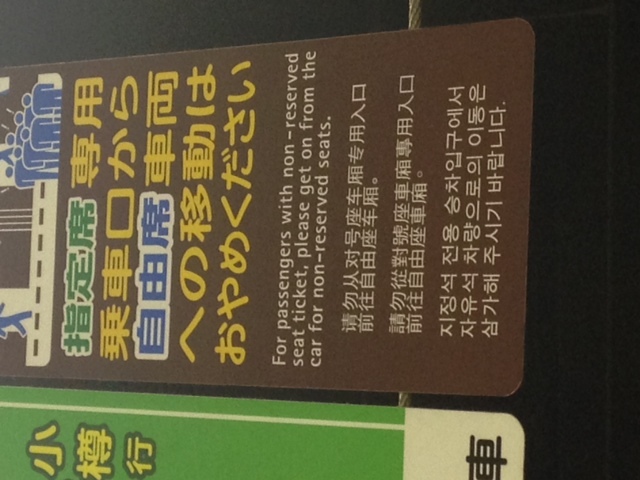 指定席専用
乗車口から
自由席車両
への移動は
おやめください
For passengers with non-reserved
seat ticket, please get on from the
car for non-reserved seats.
请勿从对号座车厢专用入口
前往自由座车厢。
請勿從對號座車廂專用入口
前往自由座車廂。
지정석 전용 승차입구에서
자유석 차량으로의 이동은
삼가해 주시기 바랍니다.
小樽行
車